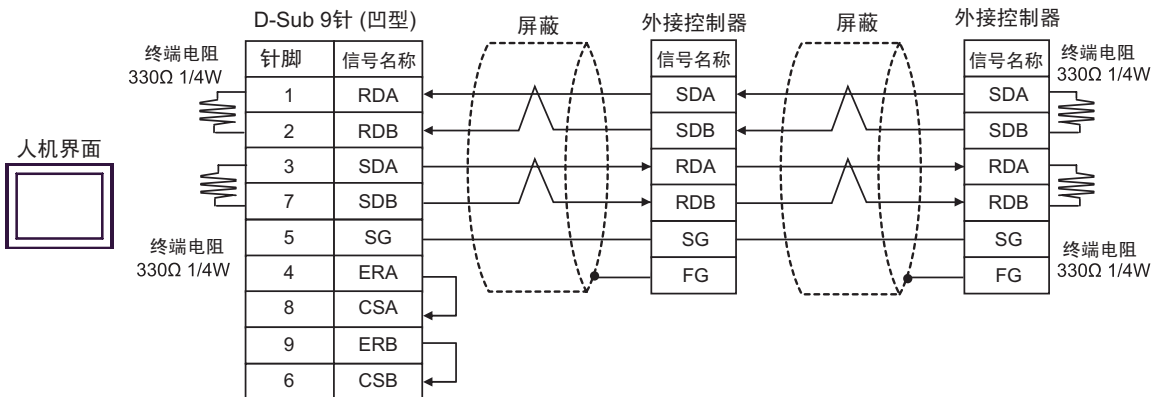 D-Sub 9针 (凹型)
屏蔽
外接控制器
屏蔽
外接控制器
终端电阻
330Ω 1/4W
针脚 信号名称
信号名称
信号名称
终端电阻
330Ω 1/4W
1 RDA
SDA
SDA
2 RDB
SDB
SDB
人机界面
3 SDA
RDA
RDA
7 SDB
RDB
RDB
终端电阻
330Ω 1/4W
5 SG
SG
SG
终端电阻
330Ω 1/4W
4 ERA
FG
FG
8 CSA
9 ERB
6 CSB